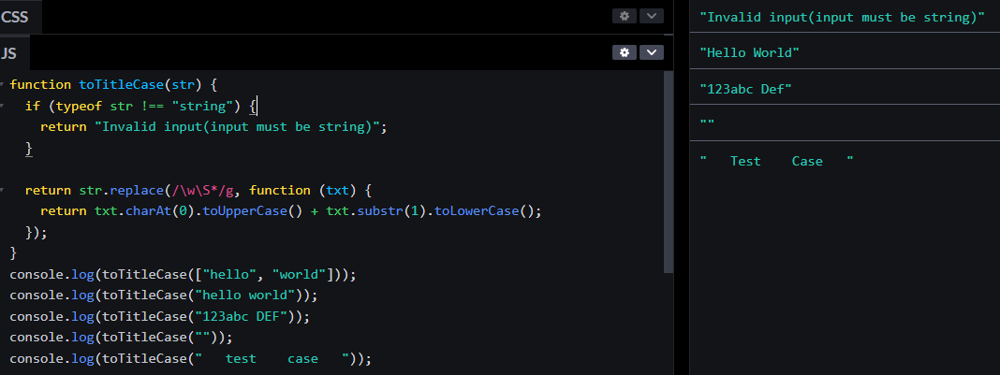 CSS
JS
function toTitleCase(str) {
  if (typeof str !== "string") {
    return "Invalid input(input must be string)";
  }
  return str.replace(/\w\S*/g, function (txt) {
    return txt.charAt(0).toUpperCase() + txt.substr(1).toLowerCase();
  });
}
console.log(toTitleCase(["hello", "world"]));
console.log(toTitleCase("hello world"));
console.log(toTitleCase("123abc DEF"));
console.log(toTitleCase(""));
console.log(toTitleCase("   test    case   "));
"Invalid input(input must be string)"
"Hello World"
"123abc Def"
""
"   Test    Case   "